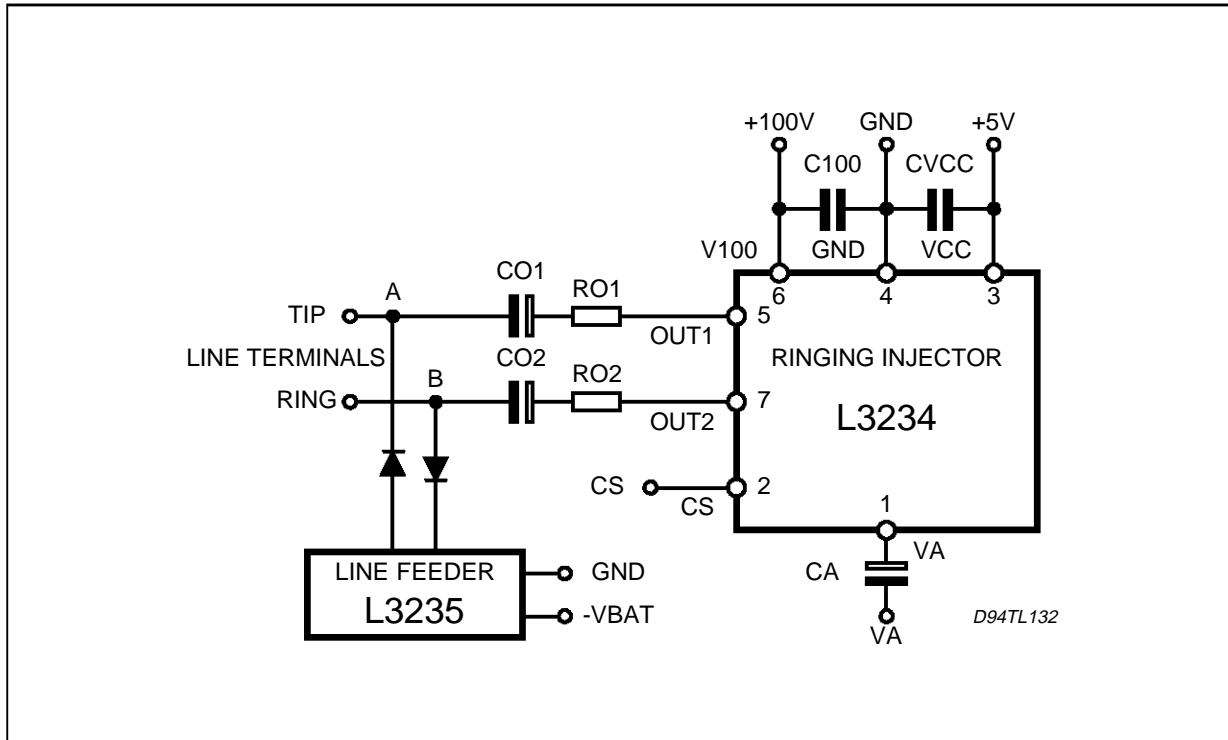 +100V GND +5V
C100 CVCC
V100 GND VCC
6 4 3
CO1 RO1
A
TIP
OUT1 5
LINE TERMINALS
CO2 RO2
RINGING INJECTOR
B
RING
OUT2 7
L3234
CS CS 2
1
VA
CA
LINE FEEDER
L3235
GND
-VBAT
VA
D94TL132